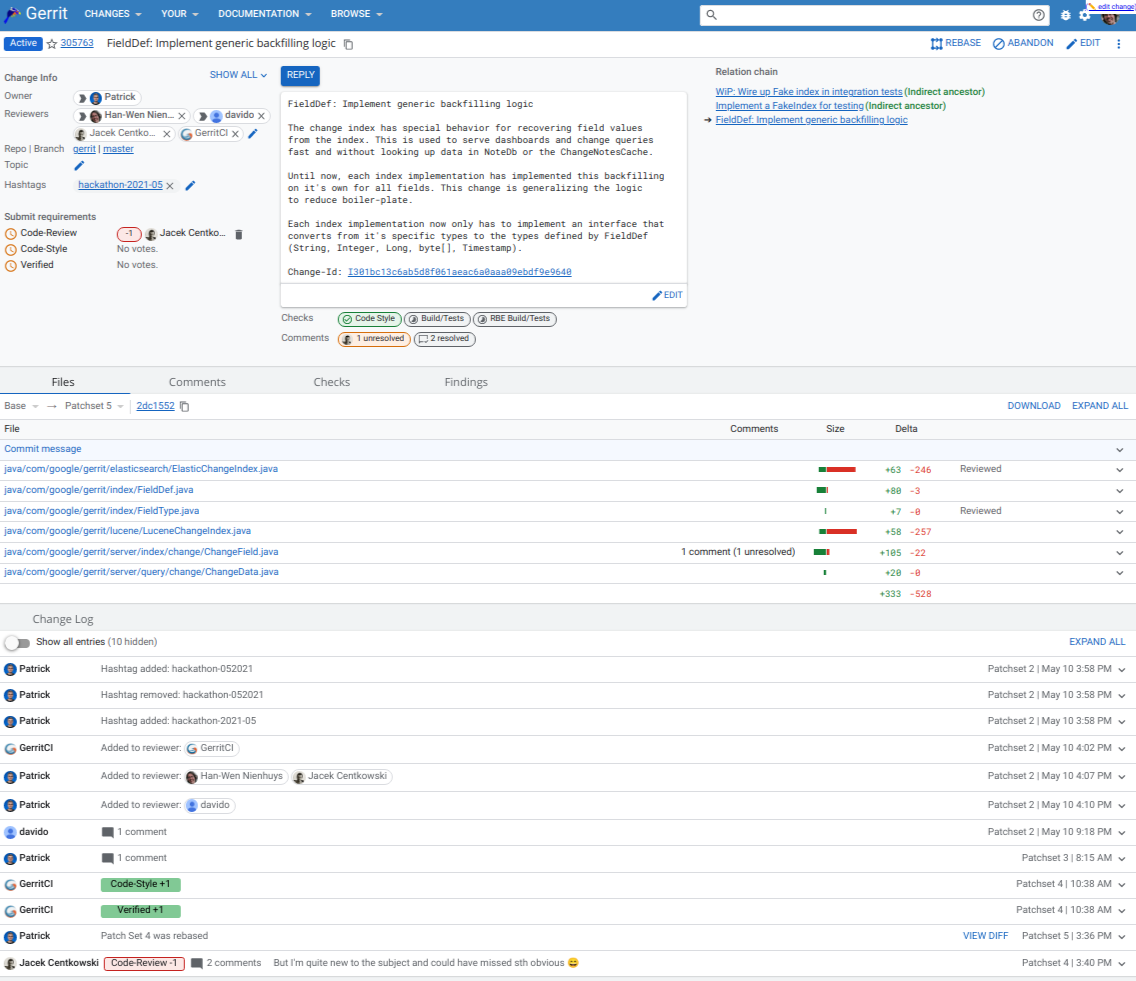 Gerrit CHANGES YOUR DOCUMENTATION BROWSE edit change
Active 305763 FieldDef: Implement generic backfilling logic REBASE ABANDON EDIT
Change Info SHOW ALL
Owner Patrick
Reviewers Han-Wen Nien... davido
Jacek Centko... GerritCI
Repo | Branch gerrit | master
Topic
Hashtags hackathon-2021-05
Submit requirements
Code-Review -1 Jacek Centko...
Code-Style No votes.
Verified No votes.
REPLY
FieldDef: Implement generic backfilling logic
The change index has special behavior for recovering field values
from the index. This is used to serve dashboards and change queries
fast and without looking up data in NoteDb or the ChangeNotesCache.
Until now, each index implementation has implemented this backfilling
on it's own for all fields. This change is generalizing the logic
to reduce boiler-plate.
Each index implementation now only has to implement an interface that
converts from it's specific types to the types defined by FieldDef
(String, Integer, Long, byte[], Timestamp).
Change-Id: I301bc13c6ab5d8f061aeac6a0aaa09ebdf9e9640
EDIT
Checks Code Style Build/Tests RBE Build/Tests
Comments 1 unresolved 2 resolved
Relation chain
WiP: Wire up Fake index in integration tests (Indirect ancestor)
Implement a FakeIndex for testing (Indirect ancestor)
→ FieldDef: Implement generic backfilling logic
Files Comments Checks Findings
Base → Patchset 5 2dc1552 DOWNLOAD EXPAND ALL
File Comments Size Delta
Commit message
java/com/google/gerrit/elasticsearch/ElasticChangeIndex.java +63 -246 Reviewed
java/com/google/gerrit/index/FieldDef.java +80 -3
java/com/google/gerrit/index/FieldType.java +7 -0 Reviewed
java/com/google/gerrit/lucene/LuceneChangeIndex.java +58 -257
java/com/google/gerrit/server/index/change/ChangeField.java 1 comment (1 unresolved) +105 -22
java/com/google/gerrit/server/query/change/ChangeData.java +20 -0
+333 -528
Change Log
Show all entries (10 hidden) EXPAND ALL
Patrick Hashtag added: hackathon-052021 Patchset 2 | May 10 3:58 PM
Patrick Hashtag removed: hackathon-052021 Patchset 2 | May 10 3:58 PM
Patrick Hashtag added: hackathon-2021-05 Patchset 2 | May 10 3:58 PM
GerritCI Added to reviewer: GerritCI Patchset 2 | May 10 4:02 PM
Patrick Added to reviewer: Han-Wen Nienhuys Jacek Centkowski Patchset 2 | May 10 4:07 PM
Patrick Added to reviewer: davido Patchset 2 | May 10 4:10 PM
davido 1 comment Patchset 2 | May 10 9:18 PM
Patrick 1 comment Patchset 3 | 8:15 AM
GerritCI Code-Style +1 Patchset 4 | 10:38 AM
GerritCI Verified +1 Patchset 4 | 10:38 AM
Patrick Patch Set 4 was rebased VIEW DIFF Patchset 5 | 3:36 PM
Jacek Centkowski Code-Review -1 2 comments But I'm quite new to the subject and could have missed sth obvious 😄 Patchset 4 | 3:40 PM